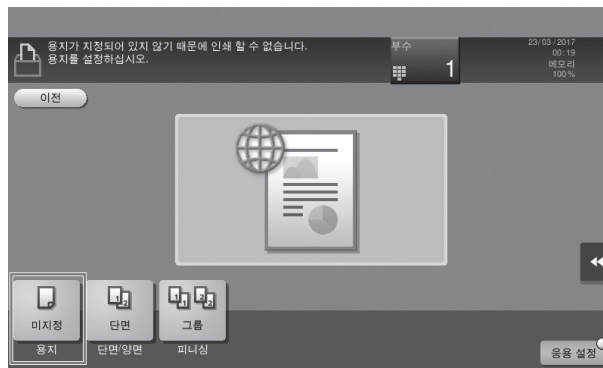 용지가 지정되어 있지 않기 때문에 인쇄 할 수 없습니다.
용지를 설정하십시오.
부수
1
23/03/2017
00:19
메모리
100%
이전
미지정
단면
그룹
용지
단면/양면
피니싱
응용 설정